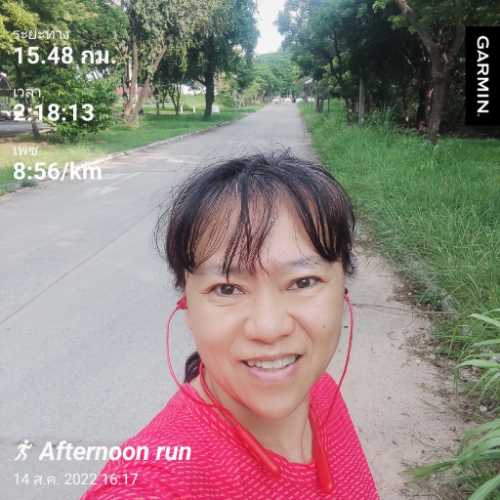 ระยะทาง
15.48 กม.
เวลา
2:18:13
เพซ
8:56/km
GARMIN.
Afternoon run
14 ส.ค. 2022 16:17